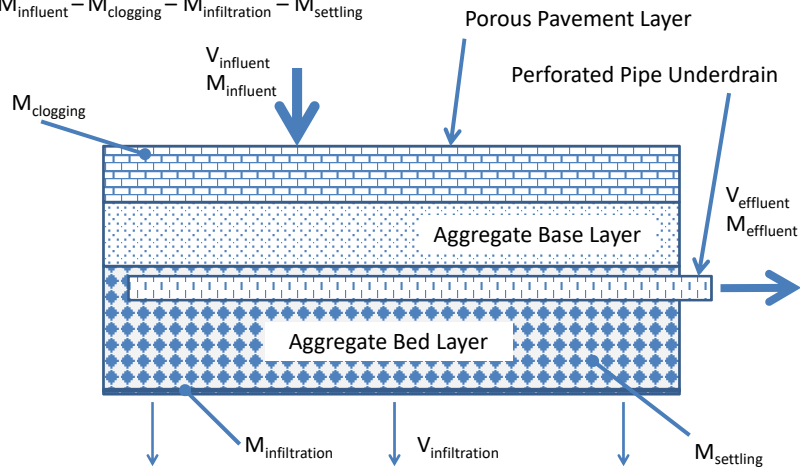 M_influent – M_clogging – M_infiltration – M_settling
Porous Pavement Layer
V_influent
M_influent
Perforated Pipe Underdrain
M_clogging
V_effluent
M_effluent
Aggregate Base Layer
Aggregate Bed Layer
M_infiltration
V_infiltration
M_settling